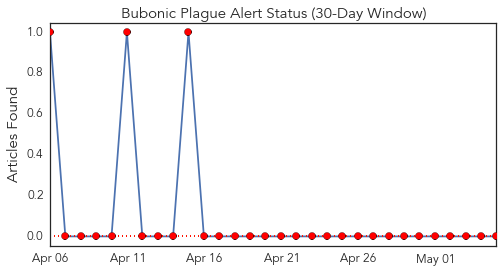 Bubonic Plague Alert Status (30-Day Window)
Articles Found
1.0
0.8
0.6
0.4
0.2
0.0
Apr 06 Apr 11 Apr 16 Apr 21 Apr 26 May 01